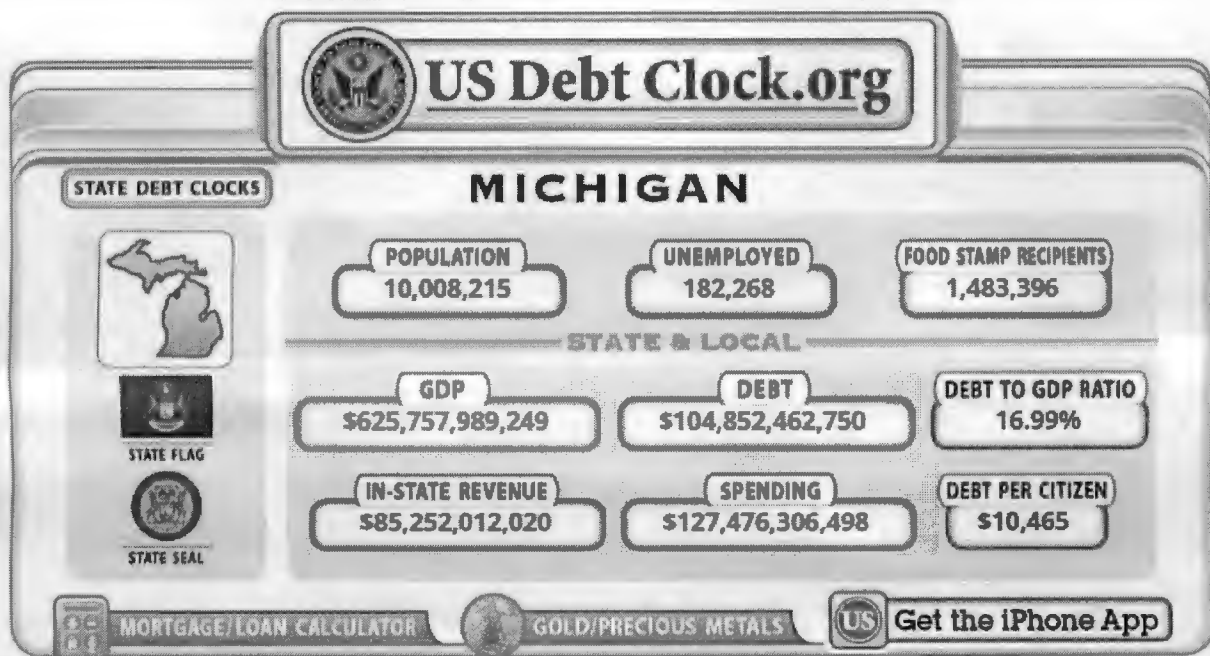 US Debt Clock.org
STATE DEBT CLOCKS
MICHIGAN
POPULATION
10,008,215
UNEMPLOYED
182,268
FOOD STAMP RECIPIENTS
1,483,396
STATE & LOCAL
GDP
$625,757,989,249
DEBT
$104,852,462,750
DEBT TO GDP RATIO
16.99%
STATE FLAG
IN-STATE REVENUE
$85,252,012,020
SPENDING
$127,476,306,498
DEBT PER CITIZEN
$10,465
STATE SEAL
MORTGAGE/LOAN CALCULATOR
GOLD/PRECIOUS METALS
US
Get the iPhone App